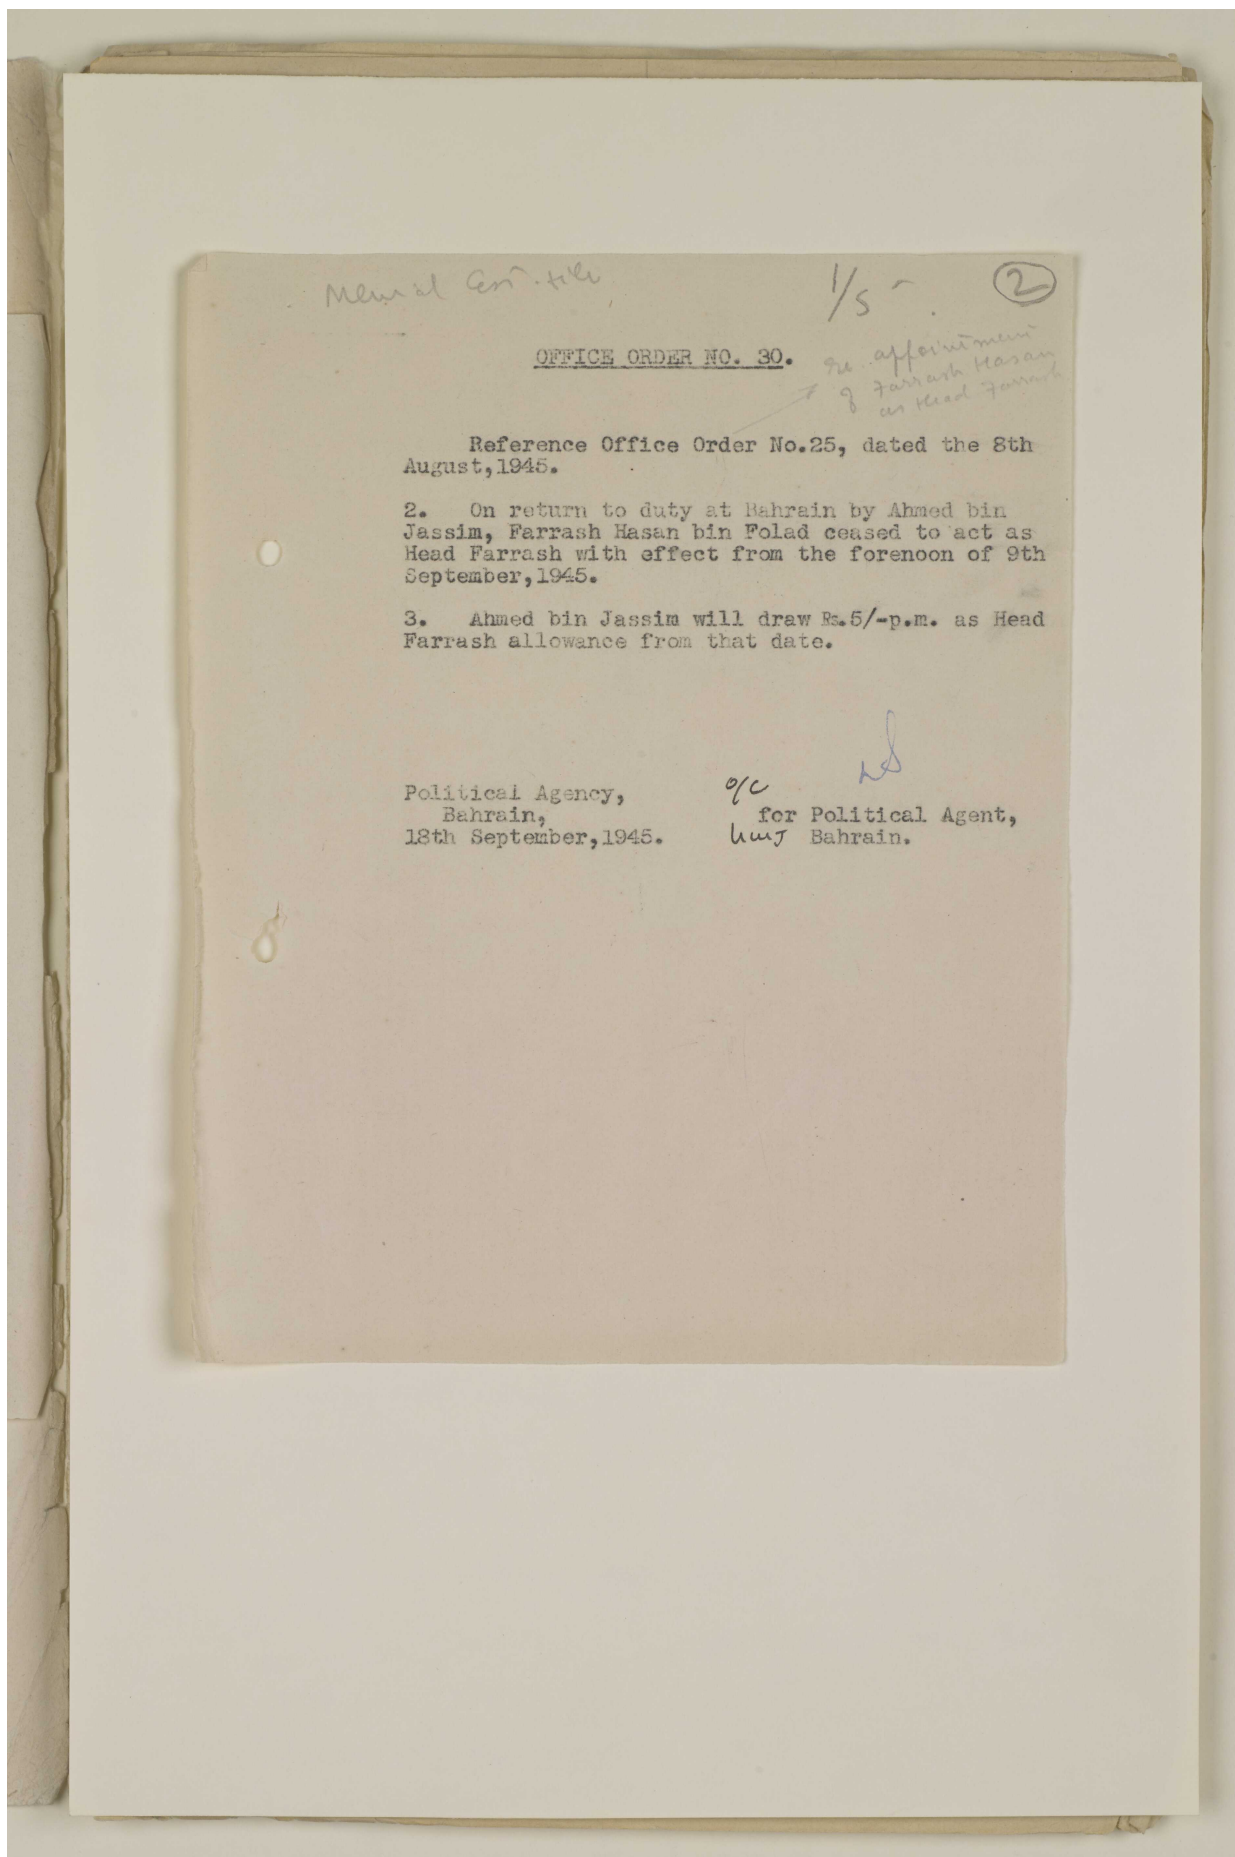 Menial Est. file
1/5
2
OFFICE ORDER NO. 30.
re. appointment
of Farrash Hasan
as Head Farrash
Reference Office Order No.25, dated the 8th
August,1945.
2. On return to duty at Bahrain by Ahmed bin
Jassim, Farrash Hasan bin Folad ceased to act as
Head Farrash with effect from the forenoon of 9th
September,1945.
3. Ahmed bin Jassim will draw Rs.5/-p.m. as Head
Farrash allowance from that date.
Political Agency,
Bahrain,
18th September,1945.
o/c
for Political Agent,
Bahrain.